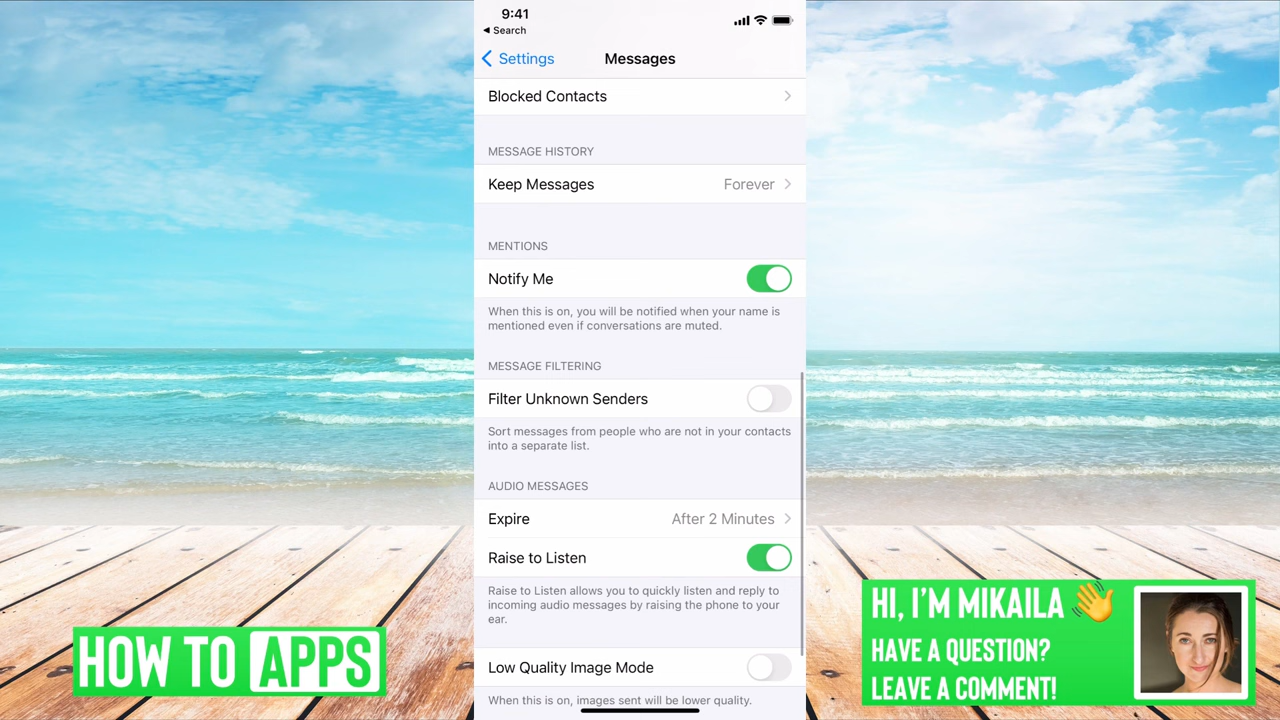 9:41
Search
Settings
Messages
Blocked Contacts
MESSAGE HISTORY
Keep Messages Forever
MENTIONS
Notify Me
When this is on, you will be notified when your name is
mentioned even if conversations are muted.
MESSAGE FILTERING
Filter Unknown Senders
Sort messages from people who are not in your contacts
into a separate list.
AUDIO MESSAGES
Expire After 2 Minutes
Raise to Listen
Raise to Listen allows you to quickly listen and reply to
incoming audio messages by raising the phone to your
ear.
Low Quality Image Mode
When this is on, images sent will be lower quality.
HOW TO APPS
HI, I'M MIKAILA 👋
HAVE A QUESTION?
LEAVE A COMMENT!